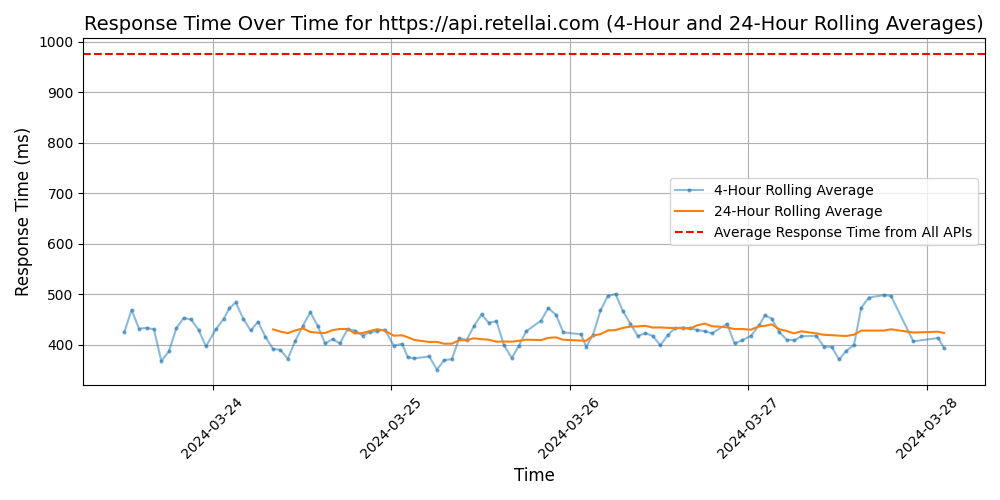 Response Time Over Time for https://api.retellai.com (4-Hour and 24-Hour Rolling Averages)
1000
900
800
700
600
500
400
Response Time (ms)
4-Hour Rolling Average
24-Hour Rolling Average
Average Response Time from All APIs
2024-03-24
2024-03-25
2024-03-26
2024-03-27
2024-03-28
Time